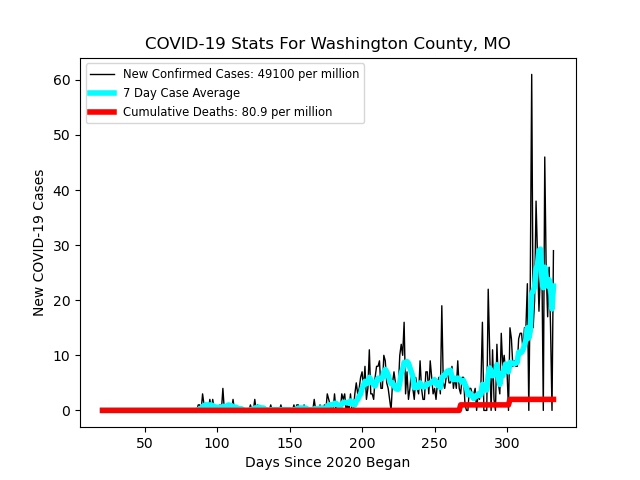 COVID-19 Stats For Washington County, MO
New Confirmed Cases: 49100 per million
7 Day Case Average
Cumulative Deaths: 80.9 per million
New COVID-19 Cases
60
50
40
30
20
10
0
50
100
150
200
250
300
Days Since 2020 Began